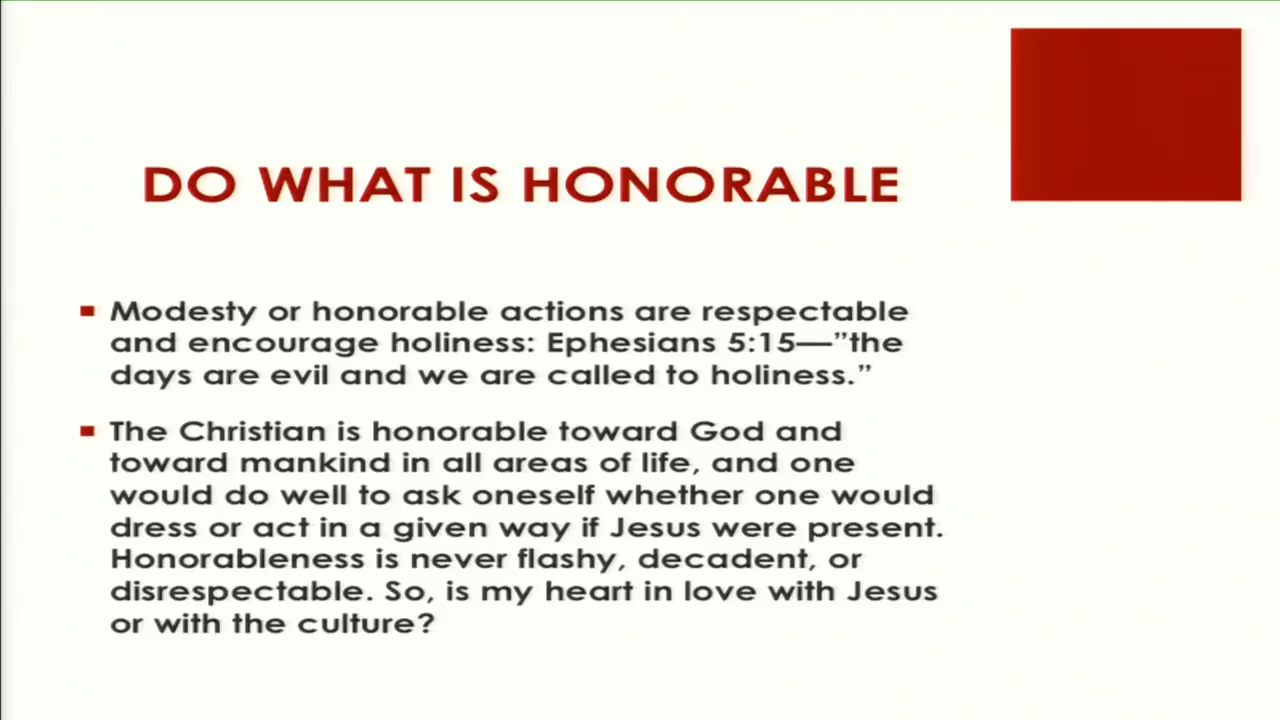 DO WHAT IS HONORABLE
Modesty or honorable actions are respectable
and encourage holiness: Ephesians 5:15—”the
days are evil and we are called to holiness.”
The Christian is honorable toward God and
toward mankind in all areas of life, and one
would do well to ask oneself whether one would
dress or act in a given way if Jesus were present.
Honorableness is never flashy, decadent, or
disrespectable. So, is my heart in love with Jesus
or with the culture?